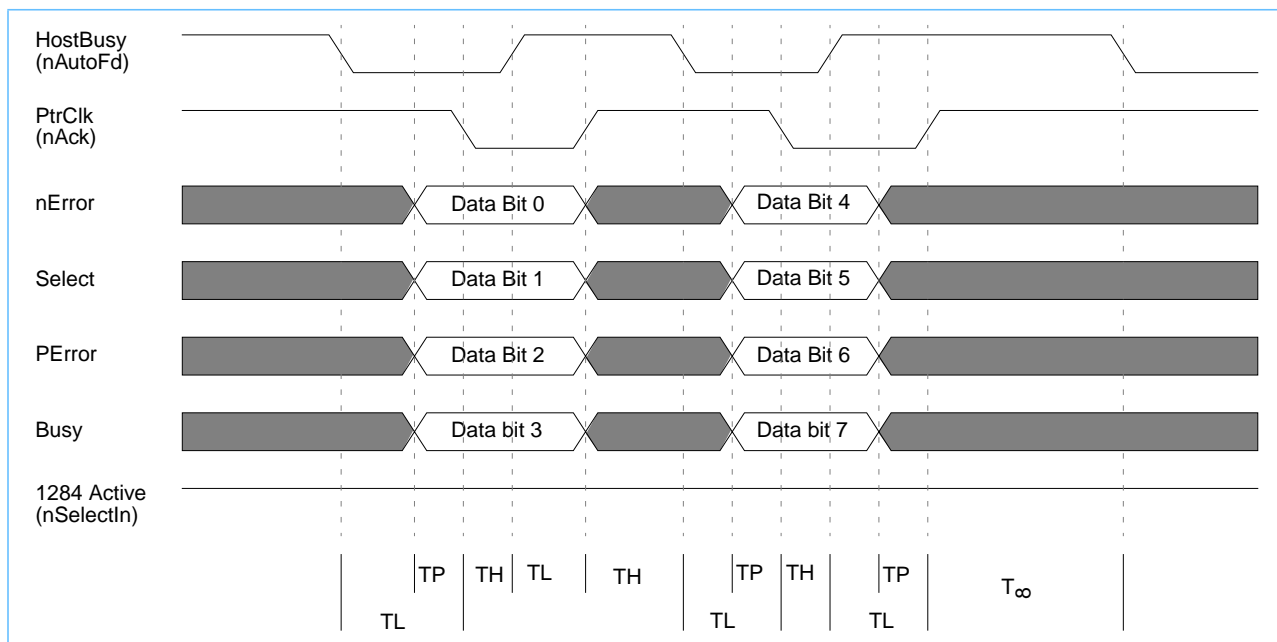 HostBusy
(nAutoFd)
PtrClk
(nAck)
nError
Data Bit 0
Data Bit 4
Select
Data Bit 1
Data Bit 5
PError
Data Bit 2
Data Bit 6
Busy
Data bit 3
Data bit 7
1284 Active
(nSelectIn)
TP
TH
TL
TH
TP
TH
TP
T∞
TL
TL
TL